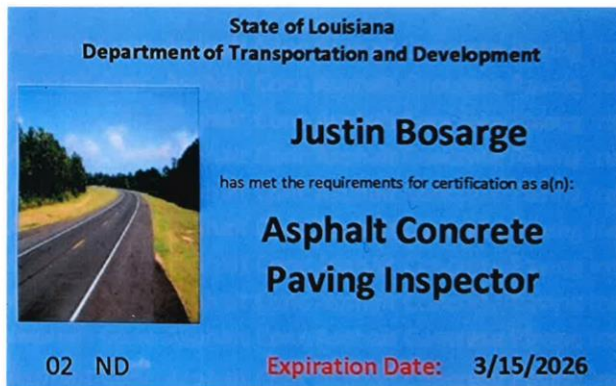 State of Louisiana
Department of Transportation and Development
Justin Bosarge
has met the requirements for certification as a(n):
Asphalt Concrete
Paving Inspector
02 ND
Expiration Date: 3/15/2026